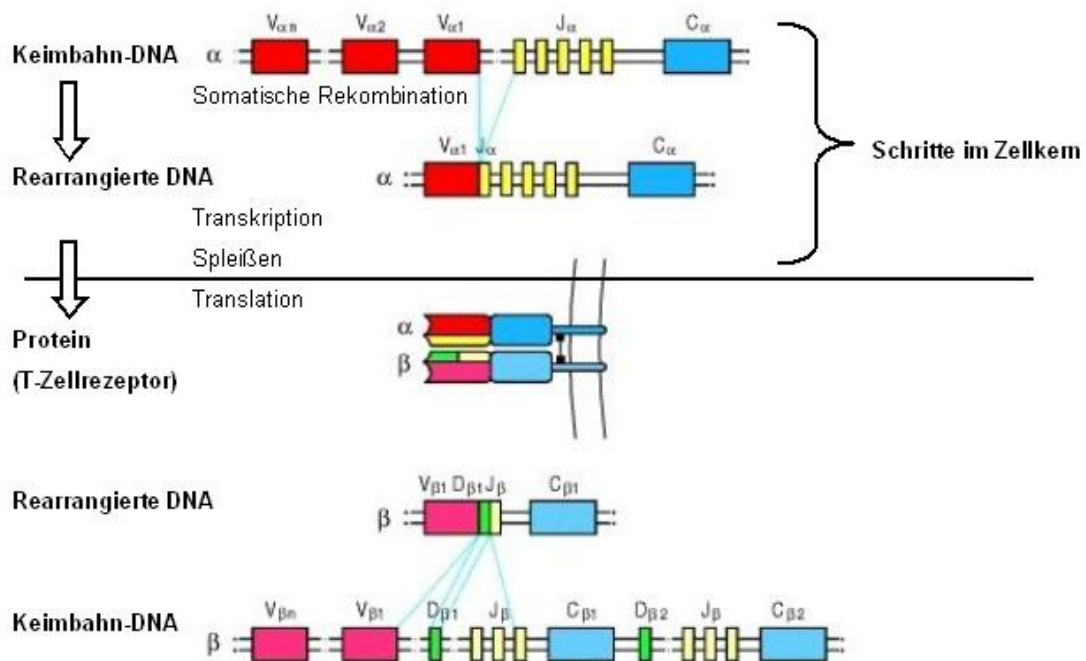 Vαn Vα2 Vα1 Jα Cα
Keimbahn-DNA α
Somatische Rekombination
Vα1 Jα Cα
Schritte im Zellkern
Rearrangierte DNA α
Transkription
Spleißen
Translation
Protein α
(T-Zellrezeptor) β
Vβ1 Dβ1 Jβ Cβ1
Rearrangierte DNA β
Vβn Vβ1 Dβ1 Jβ Cβ1 Dβ2 Jβ Cβ2
Keimbahn-DNA β